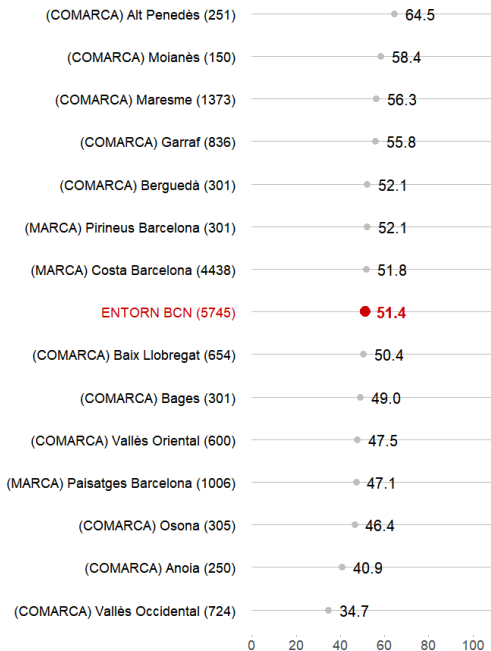 (COMARCA) Alt Penedès (251) 64.5
(COMARCA) Moianès (150) 58.4
(COMARCA) Maresme (1373) 56.3
(COMARCA) Garraf (836) 55.8
(COMARCA) Berguedà (301) 52.1
(MARCA) Pirineus Barcelona (301) 52.1
(MARCA) Costa Barcelona (4438) 51.8
ENTORN BCN (5745) 51.4
(COMARCA) Baix Llobregat (654) 50.4
(COMARCA) Bages (301) 49.0
(COMARCA) Vallès Oriental (600) 47.5
(MARCA) Paisatges Barcelona (1006) 47.1
(COMARCA) Osona (305) 46.4
(COMARCA) Anoia (250) 40.9
(COMARCA) Vallès Occidental (724) 34.7
0 20 40 60 80 100